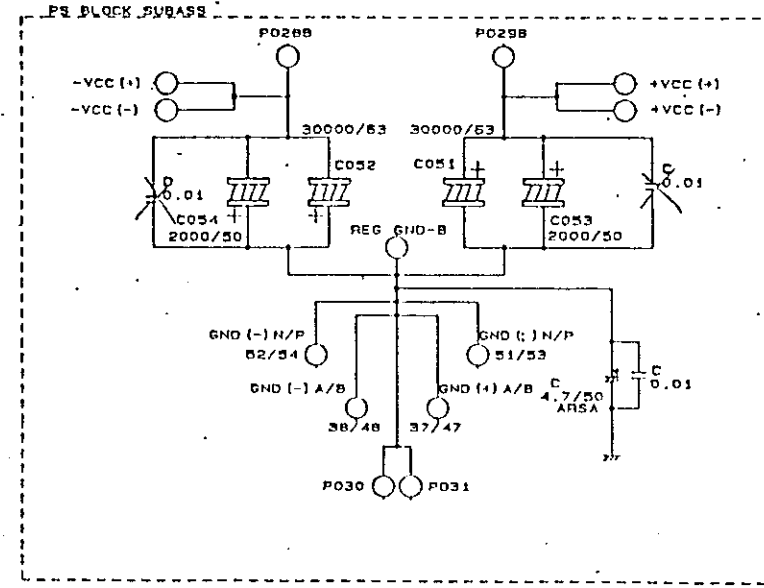 PS BLOCK SUBASS
P028B
P029B
-VCC (+)
-VCC (-)
+VCC (+)
+VCC (-)
30000/63
30000/63
C052
C051
D
0.01
C
0.01
C054
2000/50
C053
2000/50
REG GND-B
GND (-) N/P
52/54
GND (:) N/P
51/53
GND (-) A/B
38/48
GND (+) A/B
37/47
C
4.7/50
ARSA
C
0.01
P030
P031